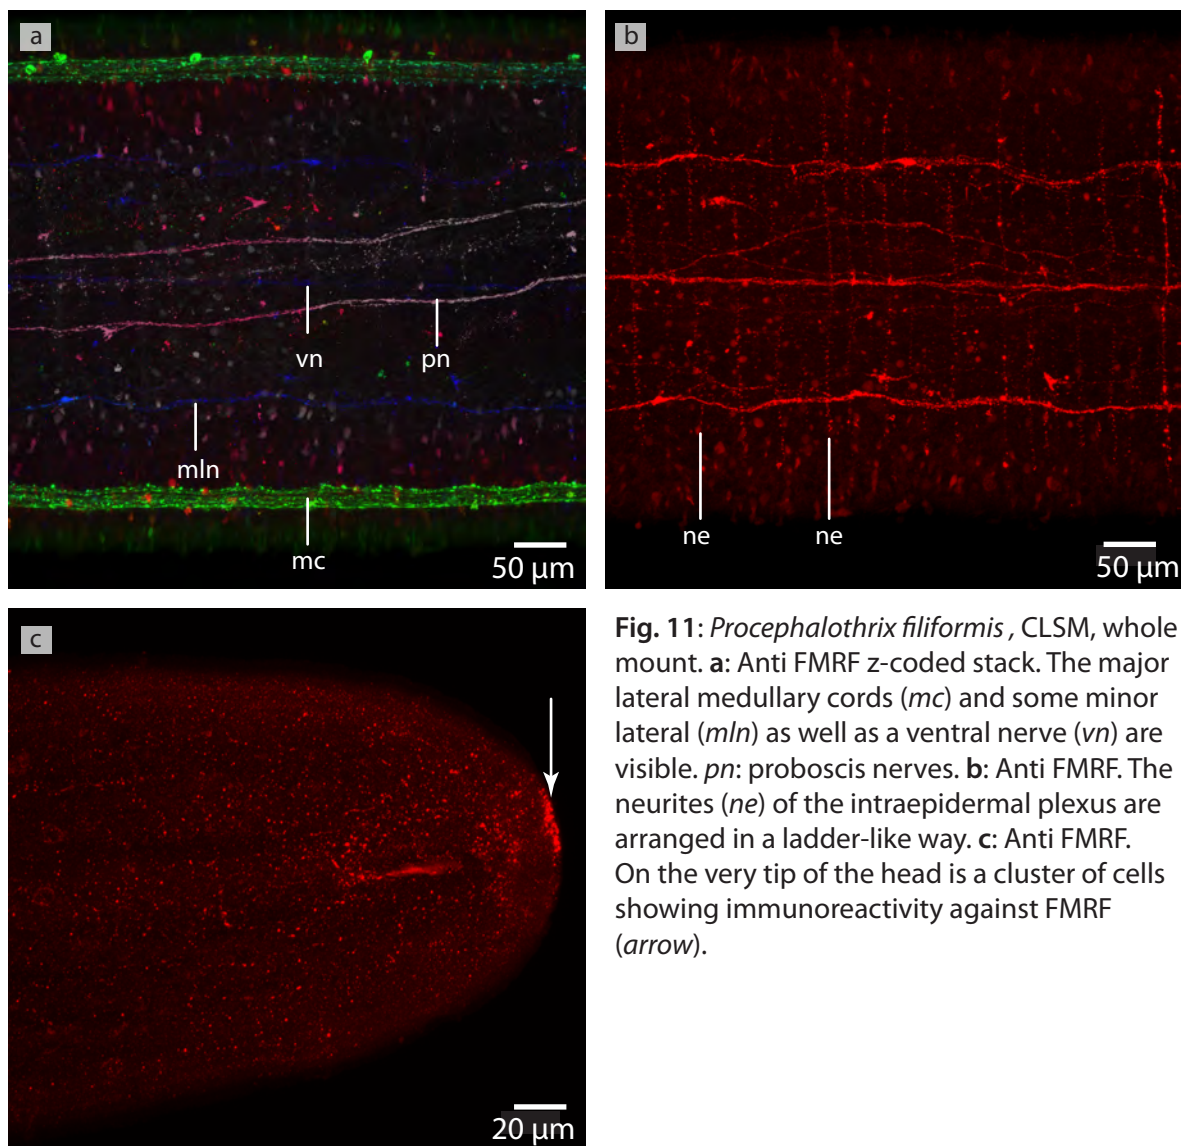 a
vn
pn
mln
mc
50 µm
b
ne
ne
50 µm
c
20 µm
Fig. 11: Procephalothrix filiformis , CLSM, whole
mount. a: Anti FMRF z-coded stack. The major
lateral medullary cords (mc) and some minor
lateral (mln) as well as a ventral nerve (vn) are
visible. pn: proboscis nerves. b: Anti FMRF. The
neurites (ne) of the intraepidermal plexus are
arranged in a ladder-like way. c: Anti FMRF.
On the very tip of the head is a cluster of cells
showing immunoreactivity against FMRF
(arrow).